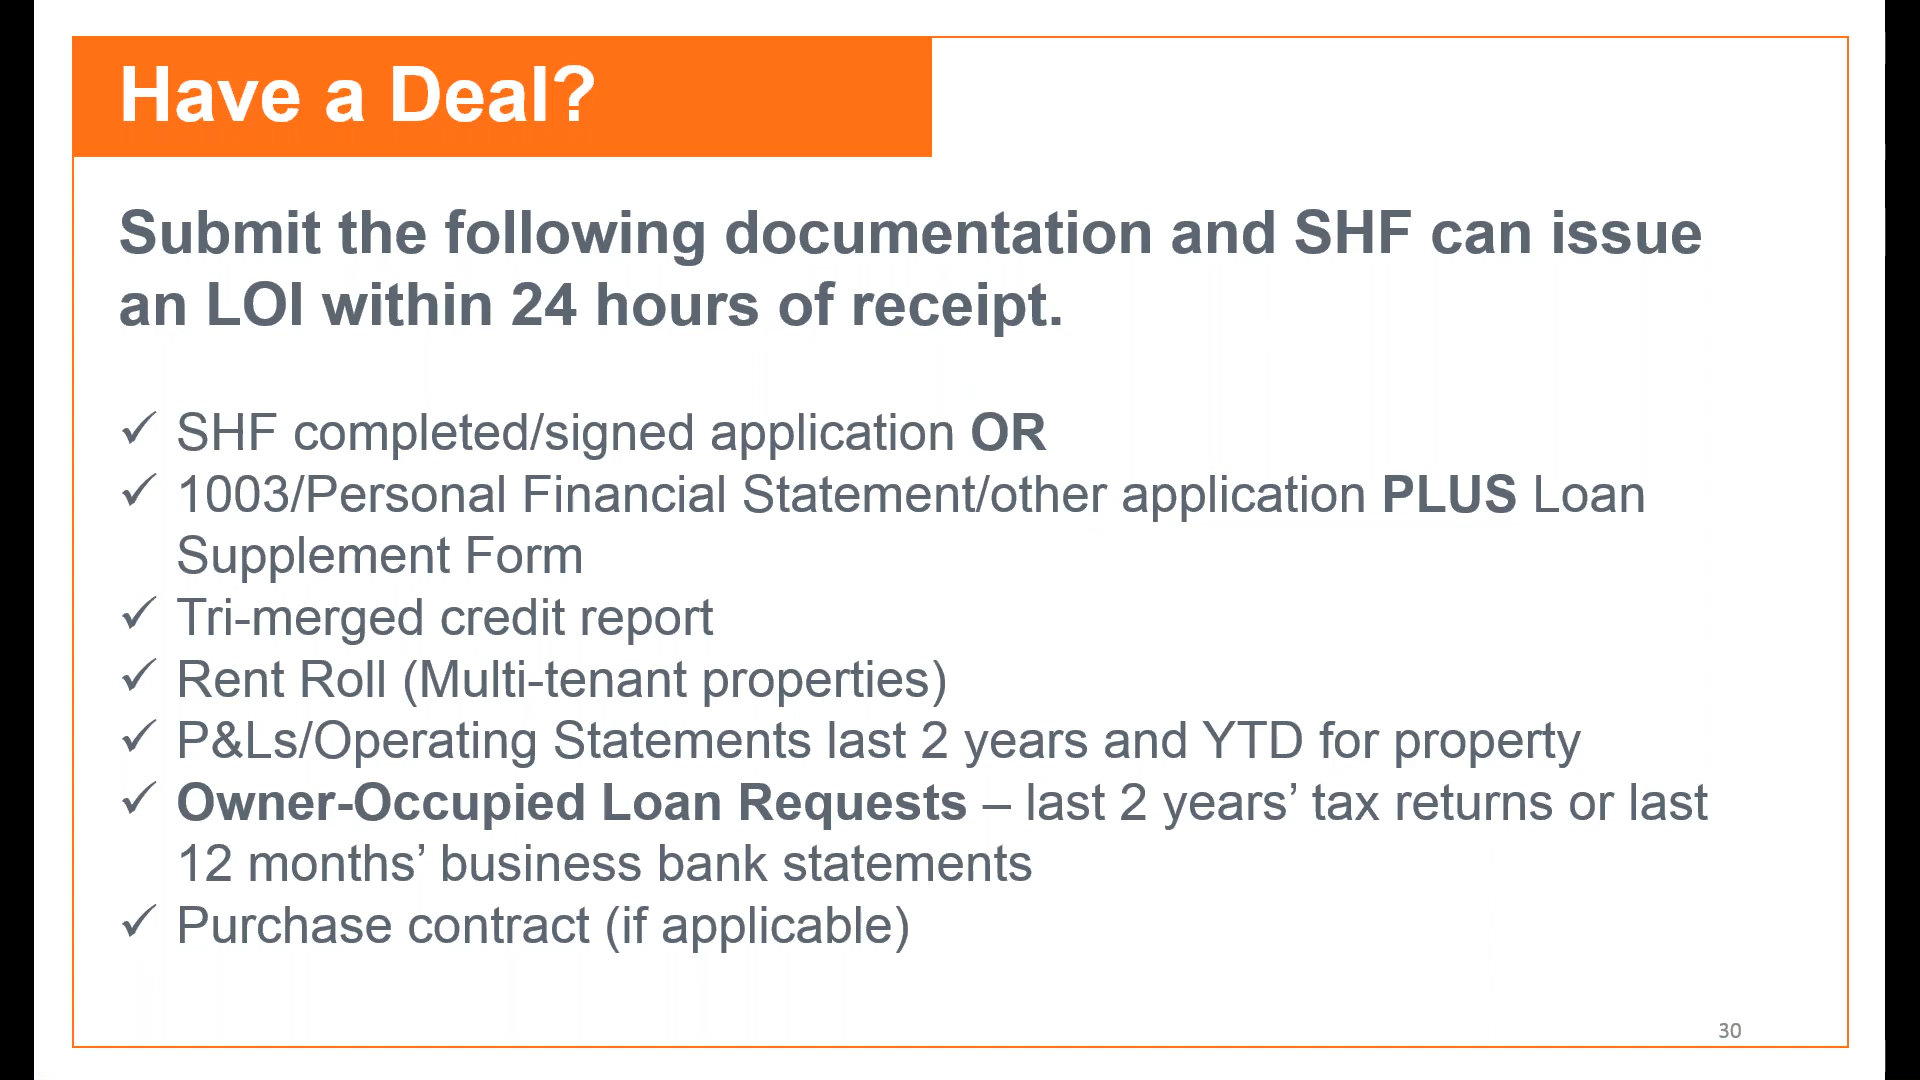 Have a Deal?
Submit the following documentation and SHF can issue
an LOI within 24 hours of receipt.
✓ SHF completed/signed application OR
✓ 1003/Personal Financial Statement/other application PLUS Loan
Supplement Form
✓ Tri-merged credit report
✓ Rent Roll (Multi-tenant properties)
✓ P&Ls/Operating Statements last 2 years and YTD for property
✓ Owner-Occupied Loan Requests – last 2 years’ tax returns or last
12 months’ business bank statements
✓ Purchase contract (if applicable)
30